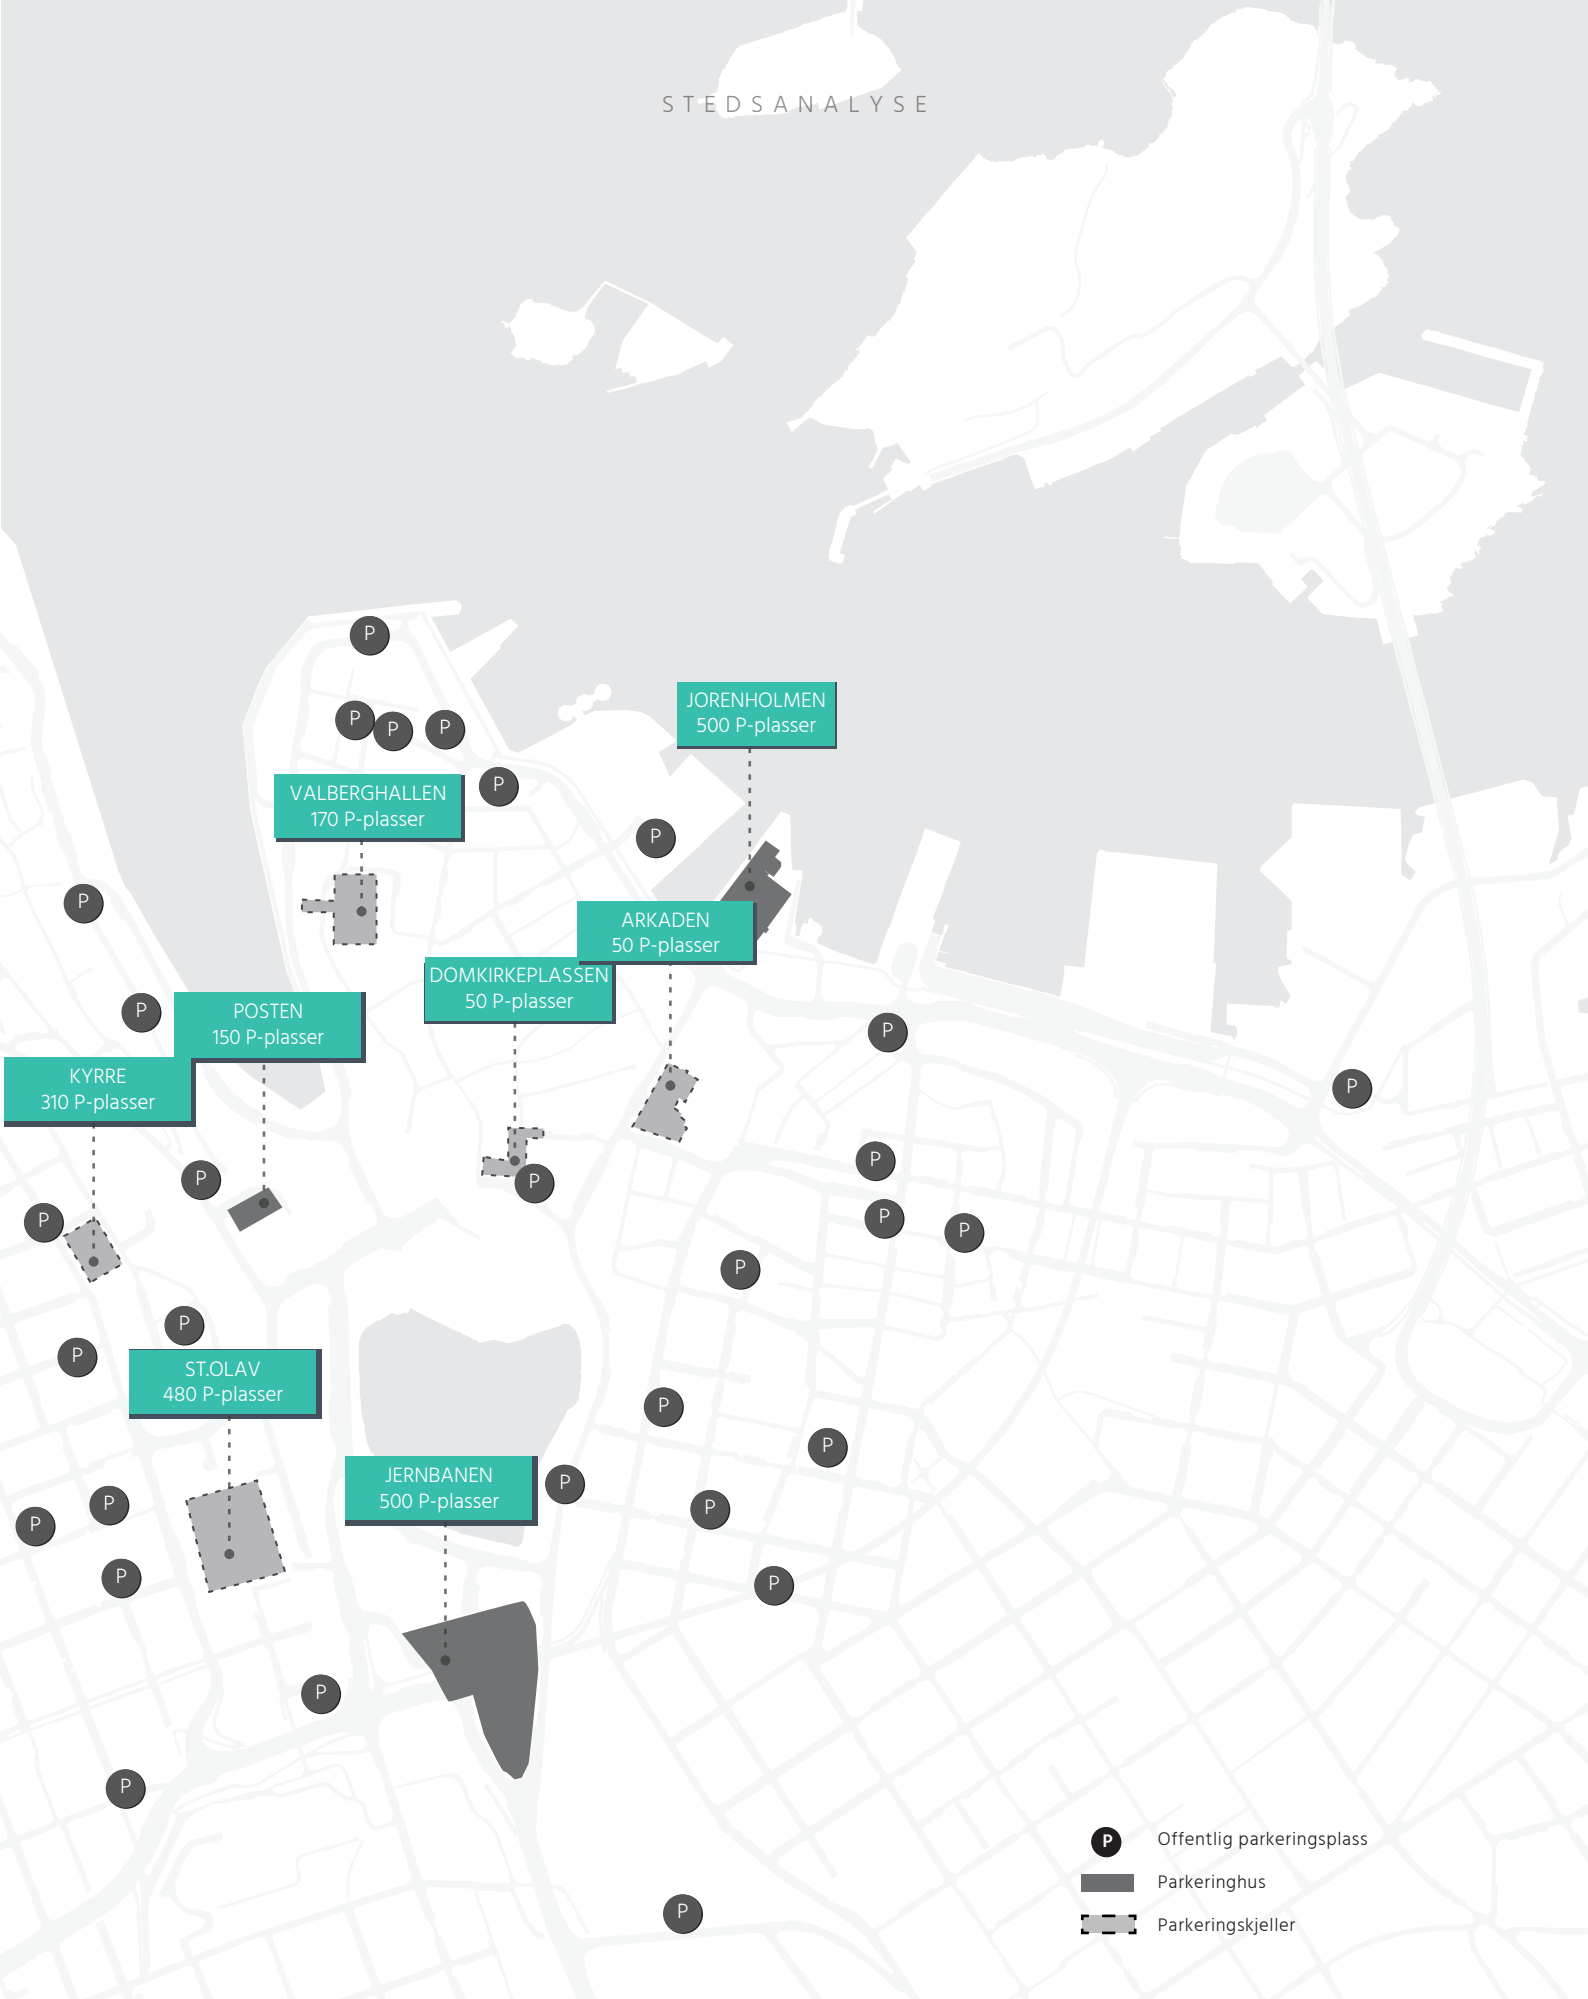 STEDSANALYSE
P
JORENHOLMEN
500 P-plasser
P
P
P
P
VALBERGHALLEN
170 P-plasser
P
P
P
ARKADEN
50 P-plasser
DOMKIRKEPLASSEN
50 P-plasser
POSTEN
150 P-plasser
P
P
KYRRE
310 P-plasser
P
P
P
P
P
P
P
P
P
P
P
ST.OLAV
480 P-plasser
P
P
JERNBANEN
500 P-plasser
P
P
P
P
P
P
P
P
P
P Offentlig parkeringsplass
Parkeringhus
P
Parkeringskjeller